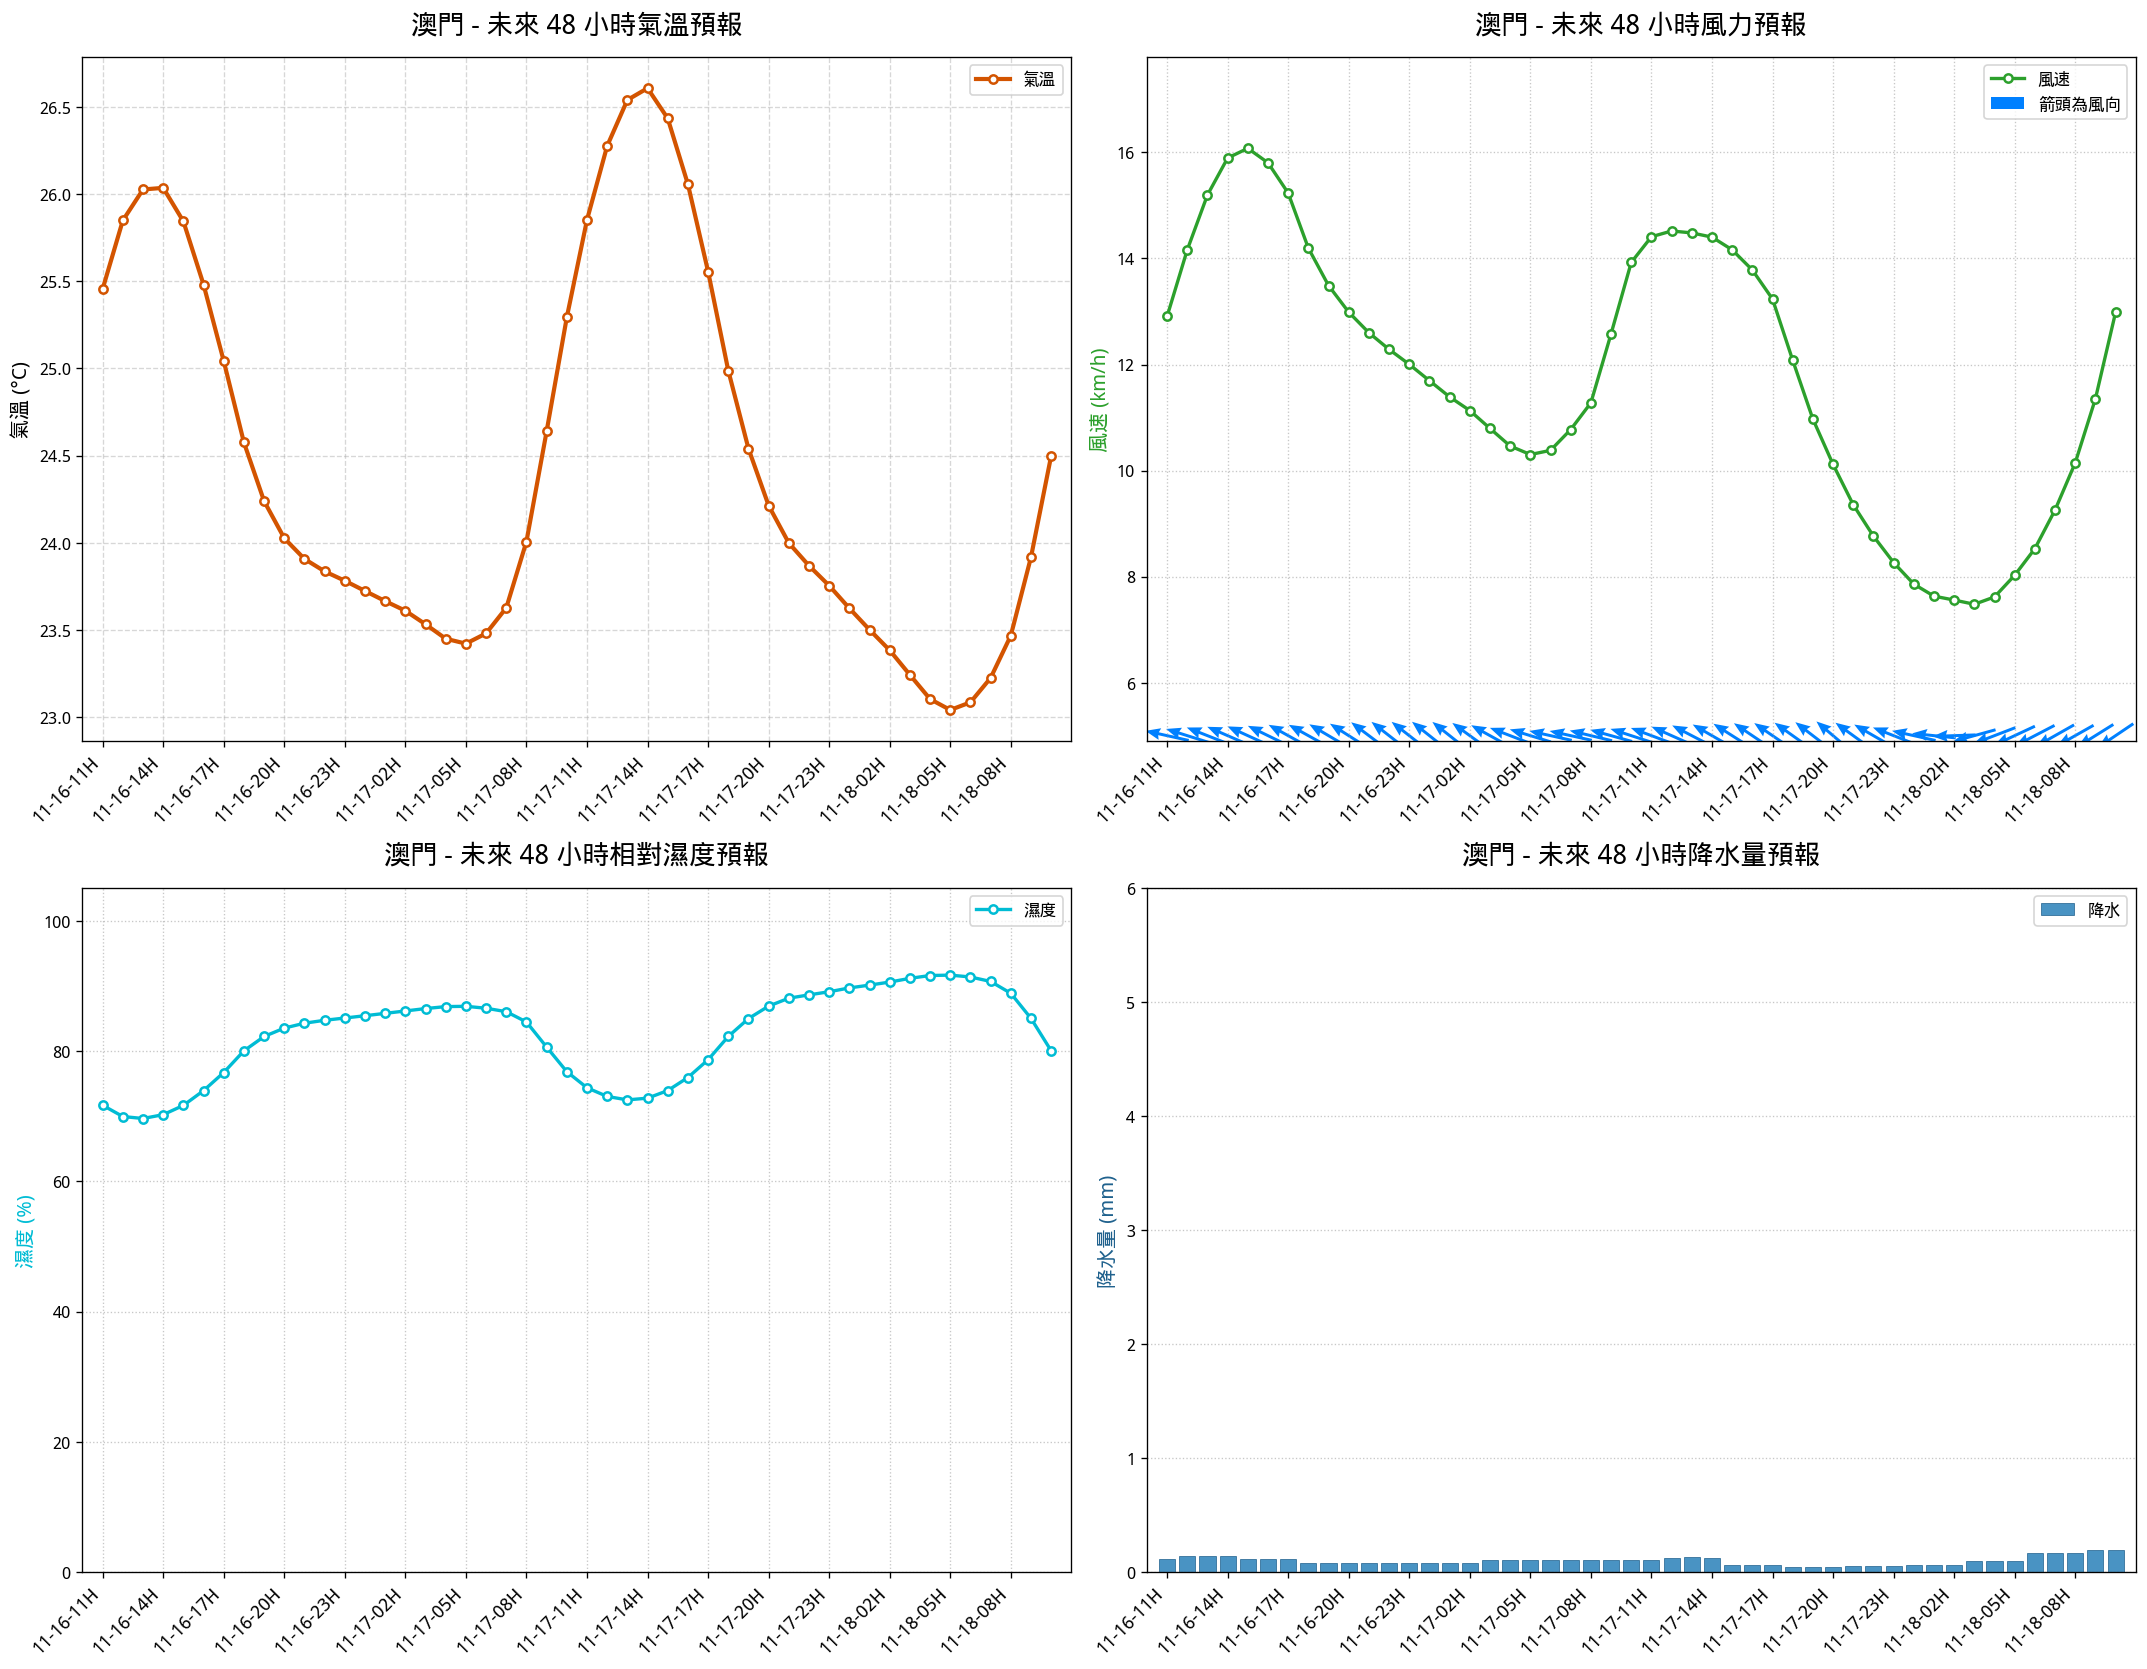 澳門 - 未來 48 小時氣溫預報
氣溫
氣溫 (°C)
26.5
26.0
25.5
25.0
24.5
24.0
23.5
23.0
11-16-11H
11-16-14H
11-16-17H
11-16-20H
11-16-23H
11-17-02H
11-17-05H
11-17-08H
11-17-11H
11-17-14H
11-17-17H
11-17-20H
11-17-23H
11-18-02H
11-18-05H
11-18-08H
澳門 - 未來 48 小時風力預報
風速
箭頭為風向
風速 (km/h)
16
14
12
10
8
6
11-16-11H
11-16-14H
11-16-17H
11-16-20H
11-16-23H
11-17-02H
11-17-05H
11-17-08H
11-17-11H
11-17-14H
11-17-17H
11-17-20H
11-17-23H
11-18-02H
11-18-05H
11-18-08H
澳門 - 未來 48 小時相對濕度預報
濕度
濕度 (%)
100
80
60
40
20
0
11-16-11H
11-16-14H
11-16-17H
11-16-20H
11-16-23H
11-17-02H
11-17-05H
11-17-08H
11-17-11H
11-17-14H
11-17-17H
11-17-20H
11-17-23H
11-18-02H
11-18-05H
11-18-08H
澳門 - 未來 48 小時降水量預報
降水
降水量 (mm)
6
5
4
3
2
1
0
11-16-11H
11-16-14H
11-16-17H
11-16-20H
11-16-23H
11-17-02H
11-17-05H
11-17-08H
11-17-11H
11-17-14H
11-17-17H
11-17-20H
11-17-23H
11-18-02H
11-18-05H
11-18-08H